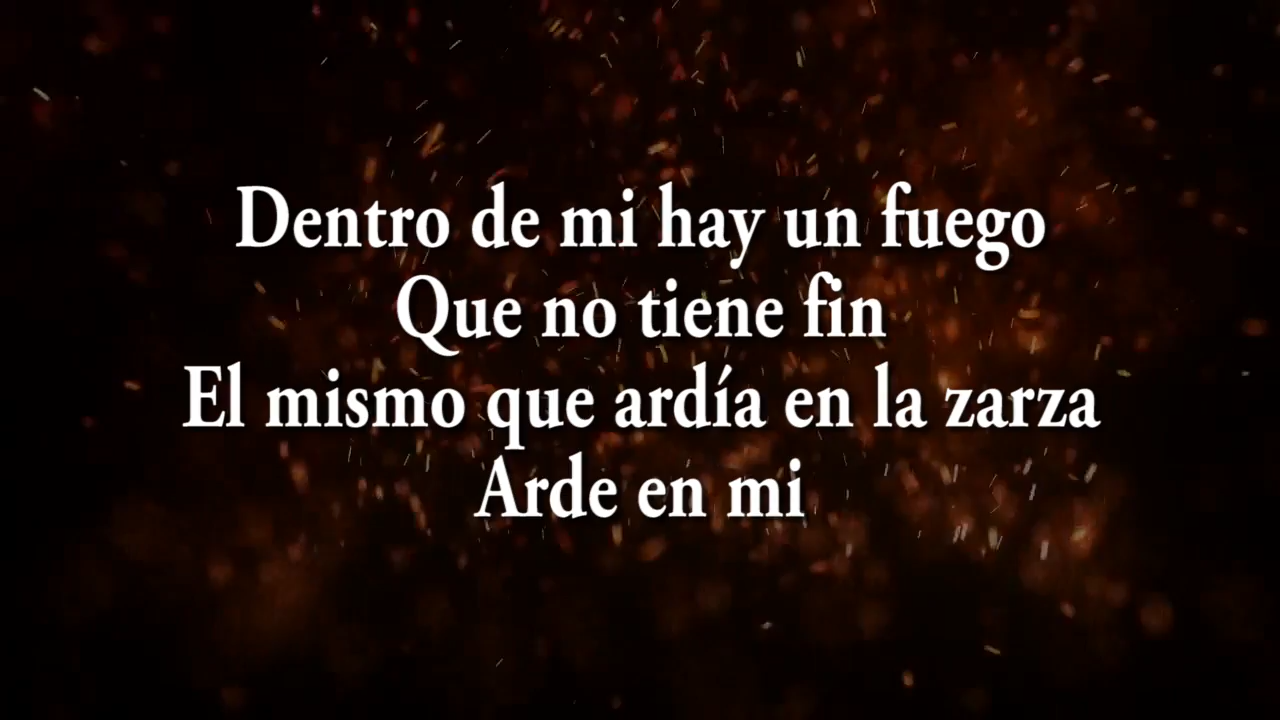 Dentro de mi hay un fuego
Que no tiene fin
El mismo que ardía en la zarza
Arde en mi